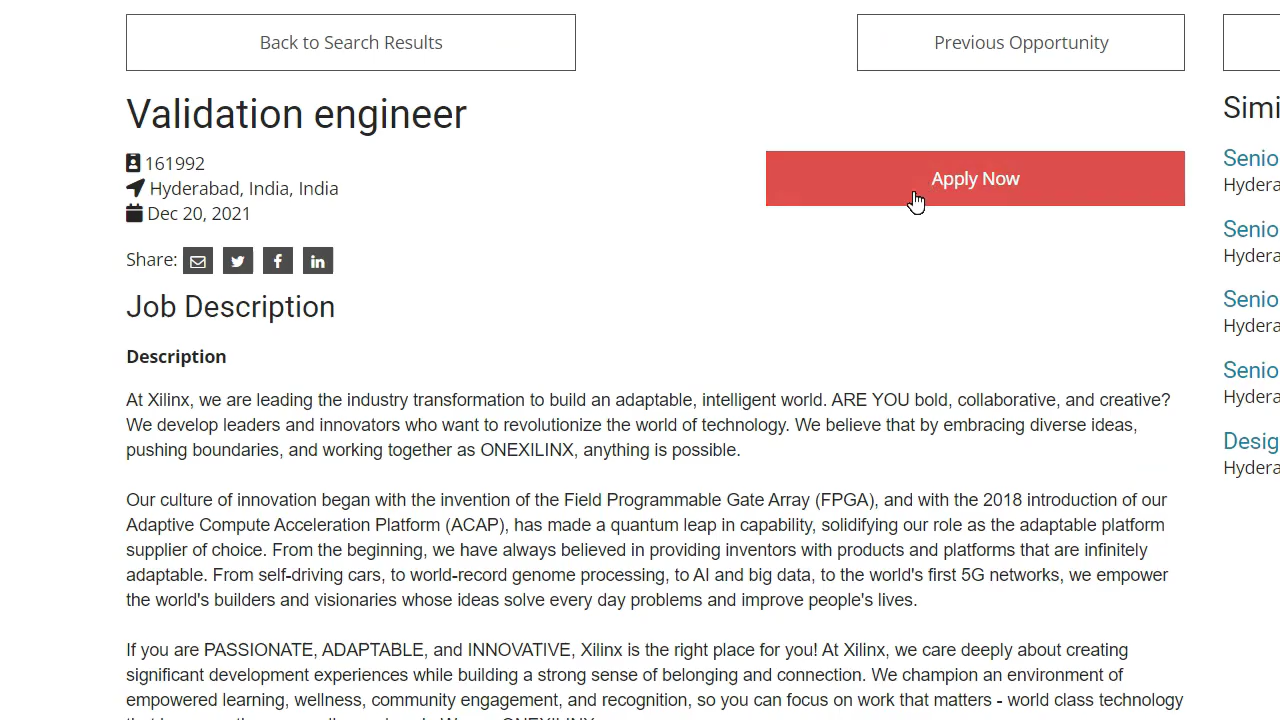 Back to Search Results
Previous Opportunity
Validation engineer
161992
Hyderabad, India, India
Dec 20, 2021
Apply Now
Share:
Job Description
Description
At Xilinx, we are leading the industry transformation to build an adaptable, intelligent world. ARE YOU bold, collaborative, and creative?
We develop leaders and innovators who want to revolutionize the world of technology. We believe that by embracing diverse ideas,
pushing boundaries, and working together as ONEXILINX, anything is possible.
Our culture of innovation began with the invention of the Field Programmable Gate Array (FPGA), and with the 2018 introduction of our
Adaptive Compute Acceleration Platform (ACAP), has made a quantum leap in capability, solidifying our role as the adaptable platform
supplier of choice. From the beginning, we have always believed in providing inventors with products and platforms that are infinitely
adaptable. From self-driving cars, to world-record genome processing, to AI and big data, to the world's first 5G networks, we empower
the world's builders and visionaries whose ideas solve every day problems and improve people's lives.
If you are PASSIONATE, ADAPTABLE, and INNOVATIVE, Xilinx is the right place for you! At Xilinx, we care deeply about creating
significant development experiences while building a strong sense of belonging and connection. We champion an environment of
empowered learning, wellness, community engagement, and recognition, so you can focus on work that matters - world class technology
Simi
Senio
Hydera
Senio
Hydera
Senio
Hydera
Senio
Hydera
Desig
Hydera